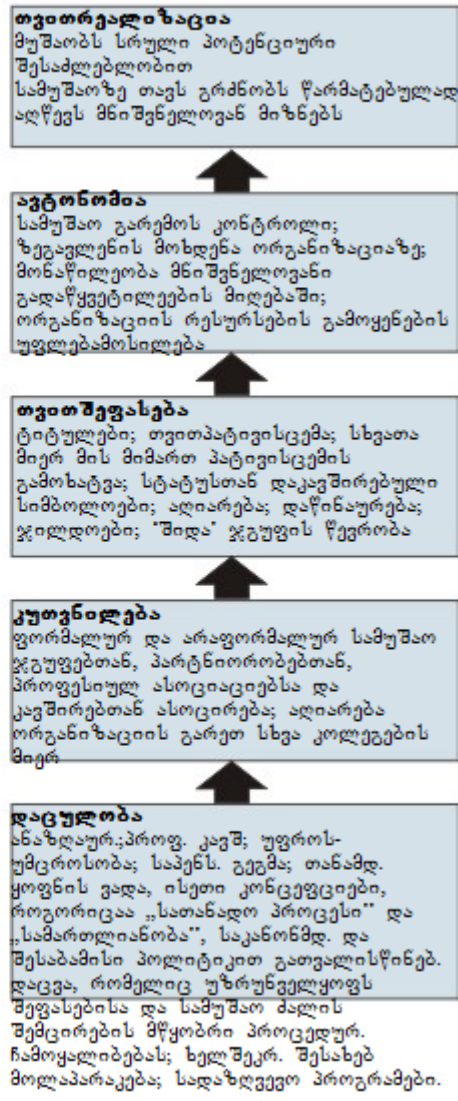 თვითრეალიზაცია
მუშაობს სრული პოტენციური
შესაძლებლობით
სამუშაოზე თავს გრძნობს წარმატებულად
აღწევს მნიშვნელოვან მიზნებს
ავტონომია
სამუშაო გარემოს კონტროლი;
ზეგავლენის მოხდენა ორგანიზაციაზე;
მონაწილეობა მნიშვნელოვანი
გადაწყვეტილეების მიღებაში;
ორგანიზაციის რესურსების გამოყენების
უფლებამოსილება
თვითშეფასება
ტიტულები; თვითპატივისცემა; სხვათა
მიერ მის მიმართ პატივისცემის
გამოხატვა; სტატუსთან დაკავშირებული
სიმბოლოები; აღიარება; დაწინაურება;
ჯილდოები; "შიდა" ჯგუფის წევრობა
კუთვნილება
ფორმალურ და არაფორმალურ სამუშაო
ჯგუფებთან, პარტნიორობებთან,
პროფესიულ ასოციაციებსა და
კავშირებთან ასოცირება; აღიარება
ორგანიზაციის გარეთ სხვა კოლეგების
მიერ
დაცულობა
ანაზღაურ.;პროფ. კავშ; უფროს-
უმცროსობა; საპენს. გეგმა; თანამდ.
ყოფნის ვადა, ისეთი კონცეფციები,
როგორიცაა „სათანადო პროცესი" და
„სამართლიანობა", საკანონმდ. და
შესაბამისი პოლიტიკით გათვალისწინებ.
დაცვა, რომელიც უზრუნველყოფს
შეფასებისა და სამუშაო ძალის
შემცირების მწყობრი პროცედურ.
ჩამოყალიბებას; ხელშეკრ. შესახებ
მოლაპარაკება; სადაზღვევო პროგრამები.